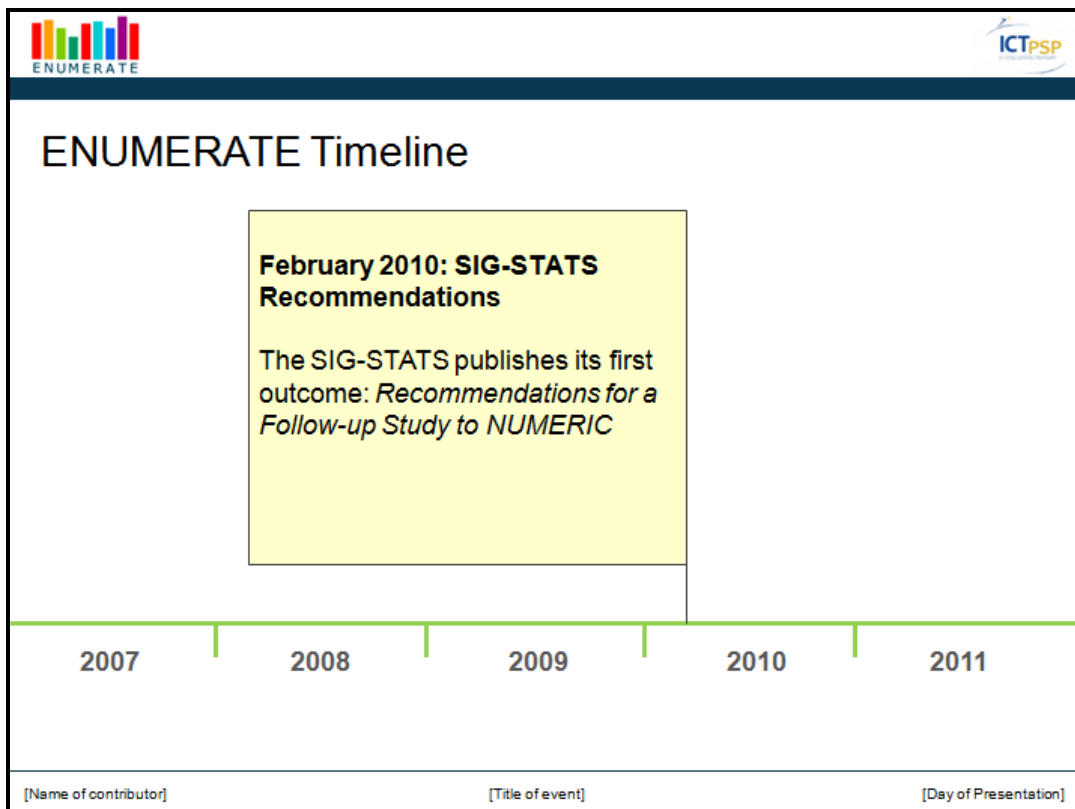 ENUMERATE
ICTPSP
ENUMERATE Timeline
February 2010: SIG-STATS
Recommendations
The SIG-STATS publishes its first
outcome: Recommendations for a
Follow-up Study to NUMERIC
2007 2008 2009 2010 2011
[Name of contributor] [Title of event] [Day of Presentation]